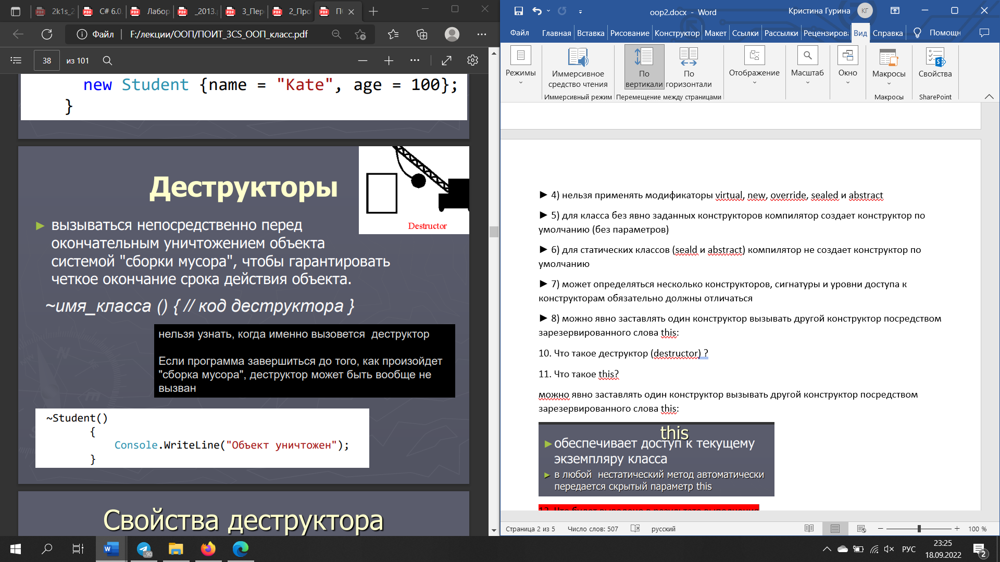 2k1s_2
C# 6.0.
Лабор
_2013.p
3_Пер
2_Про
ПО
Файл
F:/лекции/ООП/ПОИТ_3CS_ООП_класс.pdf
38
из 101
new Student {name = "Kate", age = 100};
}
Деструкторы
Destructor
► вызываться непосредственно перед
окончательным уничтожением объекта
системой "сборки мусора", чтобы гарантировать
четкое окончание срока действия объекта.
~имя_класса () { // код деструктора }
нельзя узнать, когда именно вызовется деструктор
Если программа завершиться до того, как произойдет
"сборка мусора", деструктор может быть вообще не
вызван
~Student()
{
Console.WriteLine("Объект уничтожен");
}
Свойства деструктора
oop2.docx - Word
Кристина Гурина
КГ
Файл
Главная
Вставка
Рисование
Конструктор
Макет
Ссылки
Рассылки
Рецензирова
Вид
Справка
Помощн
Режимы
Иммерсивное
средство чтения
По
вертикали
По
горизонтали
Отображение
Масштаб
Окно
Макросы
Свойства
Иммерсивный режим
Перемещение между страницами
Макросы
SharePoint
► 4) нельзя применять модификаторы virtual, new, override, sealed и abstract
► 5) для класса без явно заданных конструкторов компилятор создает конструктор по
умолчанию (без параметров)
► 6) для статических классов (seald и abstract) компилятор не создает конструктор по
умолчанию
► 7) может определяться несколько конструкторов, сигнатуры и уровни доступа к
конструкторам обязательно должны отличаться
► 8) можно явно заставлять один конструктор вызывать другой конструктор посредством
зарезервированного слова this:
10. Что такое деструктор (destructor) ?
11. Что такое this?
можно явно заставлять один конструктор вызывать другой конструктор посредством
зарезервированного слова this:
this
► обеспечивает доступ к текущему
экземпляру класса
► в любой нестатический метод автоматически
передается скрытый параметр this
Страница 2 из 5
Число слов: 507
русский
100 %
90
РУС
23:25
18.09.2022
2